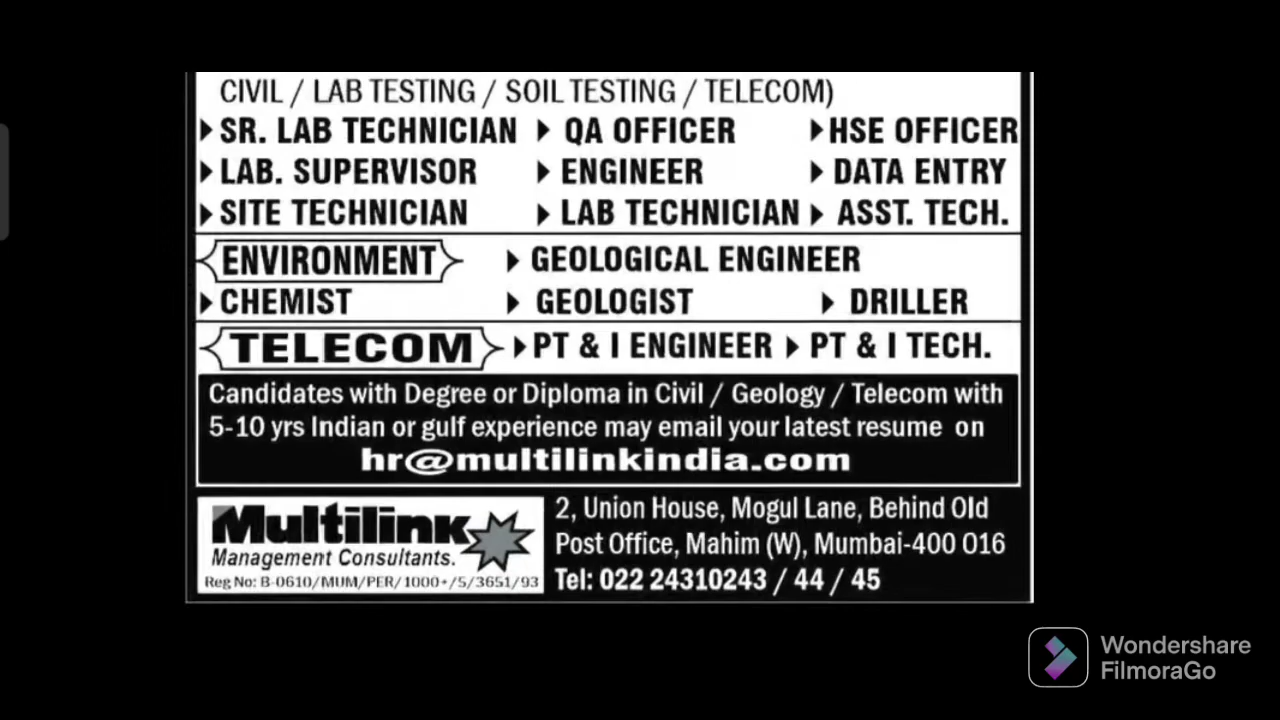 CIVIL / LAB TESTING / SOIL TESTING / TELECOM)
SR. LAB TECHNICIAN QA OFFICER HSE OFFICER
LAB. SUPERVISOR ENGINEER DATA ENTRY
SITE TECHNICIAN LAB TECHNICIAN ASST. TECH.
ENVIRONMENT GEOLOGICAL ENGINEER
CHEMIST GEOLOGIST DRILLER
TELECOM PT & I ENGINEER PT & I TECH.
Candidates with Degree or Diploma in Civil / Geology / Telecom with
5-10 yrs Indian or gulf experience may email your latest resume on
hr@multilinkindia.com
Multilink
Management Consultants.
Reg No: B-0610/MUM/PER/1000+/5/3651/93
2, Union House, Mogul Lane, Behind Old
Post Office, Mahim (W), Mumbai-400 016
Tel: 022 24310243 / 44 / 45
Wondershare
FilmoraGo